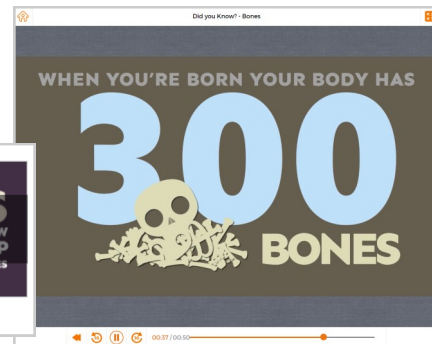 Did you Know? - Bones
WHEN YOU'RE BORN YOUR BODY HAS
300
BONES
00:37 / 00:50